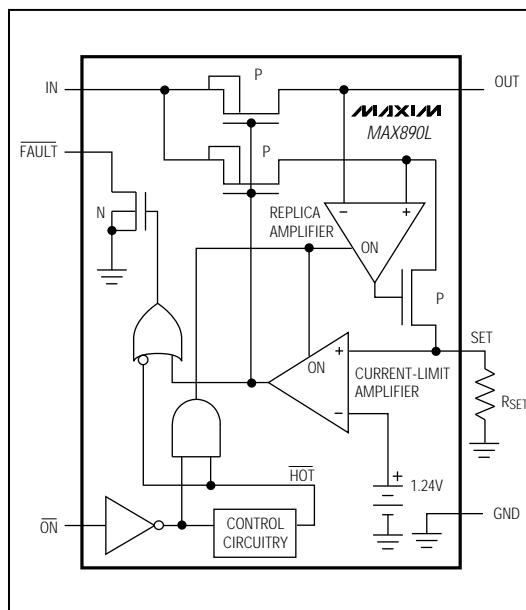 IN
P
OUT
MAXIM
MAX890L
FAULT
P
N
REPLICA
AMPLIFIER
−
+
ON
P
SET
ON
+
CURRENT-LIMIT
AMPLIFIER
−
RSET
HOT
+
1.24V
ON
CONTROL
CIRCUITRY
GND